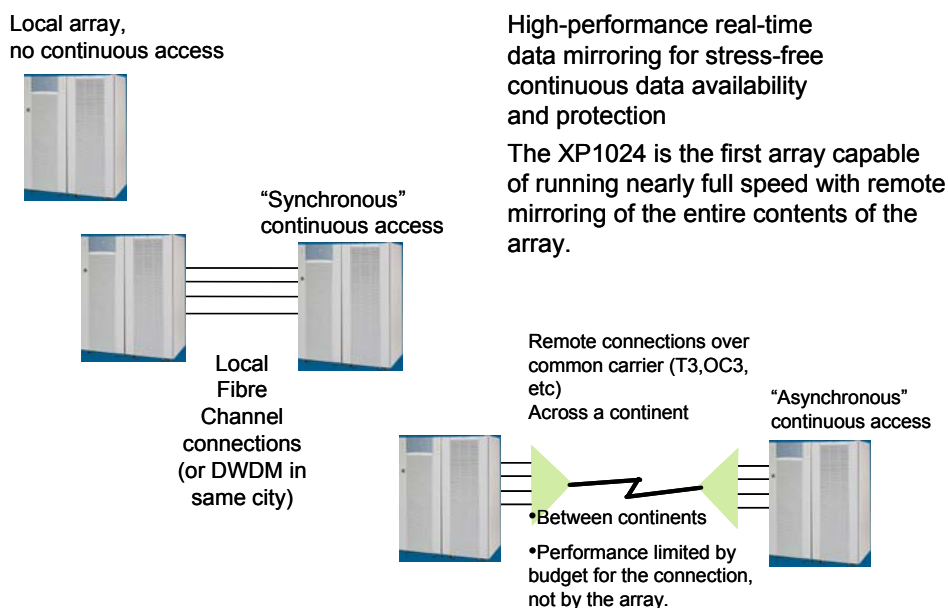 Local array,
no continuous access
High-performance real-time
data mirroring for stress-free
continuous data availability
and protection
The XP1024 is the first array capable
of running nearly full speed with remote
mirroring of the entire contents of the
array.
“Synchronous”
continuous access
Local
Fibre
Channel
connections
(or DWDM in
same city)
Remote connections over
common carrier (T3,OC3,
etc)
Across a continent
“Asynchronous”
continuous access
•Between continents
•Performance limited by
budget for the connection,
not by the array.